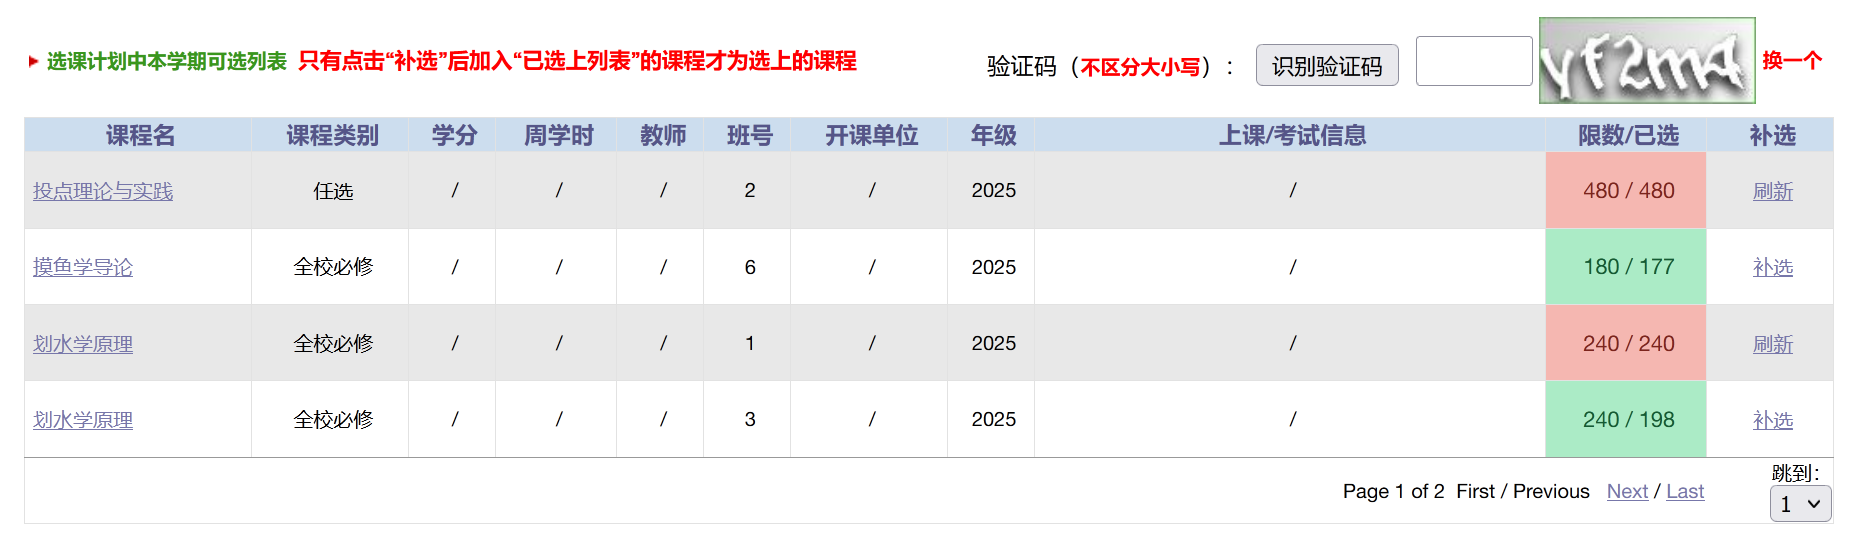 选课计划中本学期可选列表 只有点击“补选”后加入“已选上列表”的课程才为选上的课程 验证码（不区分大小写）： 识别验证码 换一个
课程名 课程类别 学分 周学时 教师 班号 开课单位 年级 上课/考试信息 限数/已选 补选
投点理论与实践 任选 / / / 2 / 2025 / 480 / 480 刷新
摸鱼学导论 全校必修 / / / 6 / 2025 / 180 / 177 补选
划水学原理 全校必修 / / / 1 / 2025 / 240 / 240 刷新
划水学原理 全校必修 / / / 3 / 2025 / 240 / 198 补选
Page 1 of 2 First / Previous Next / Last
跳到：
1